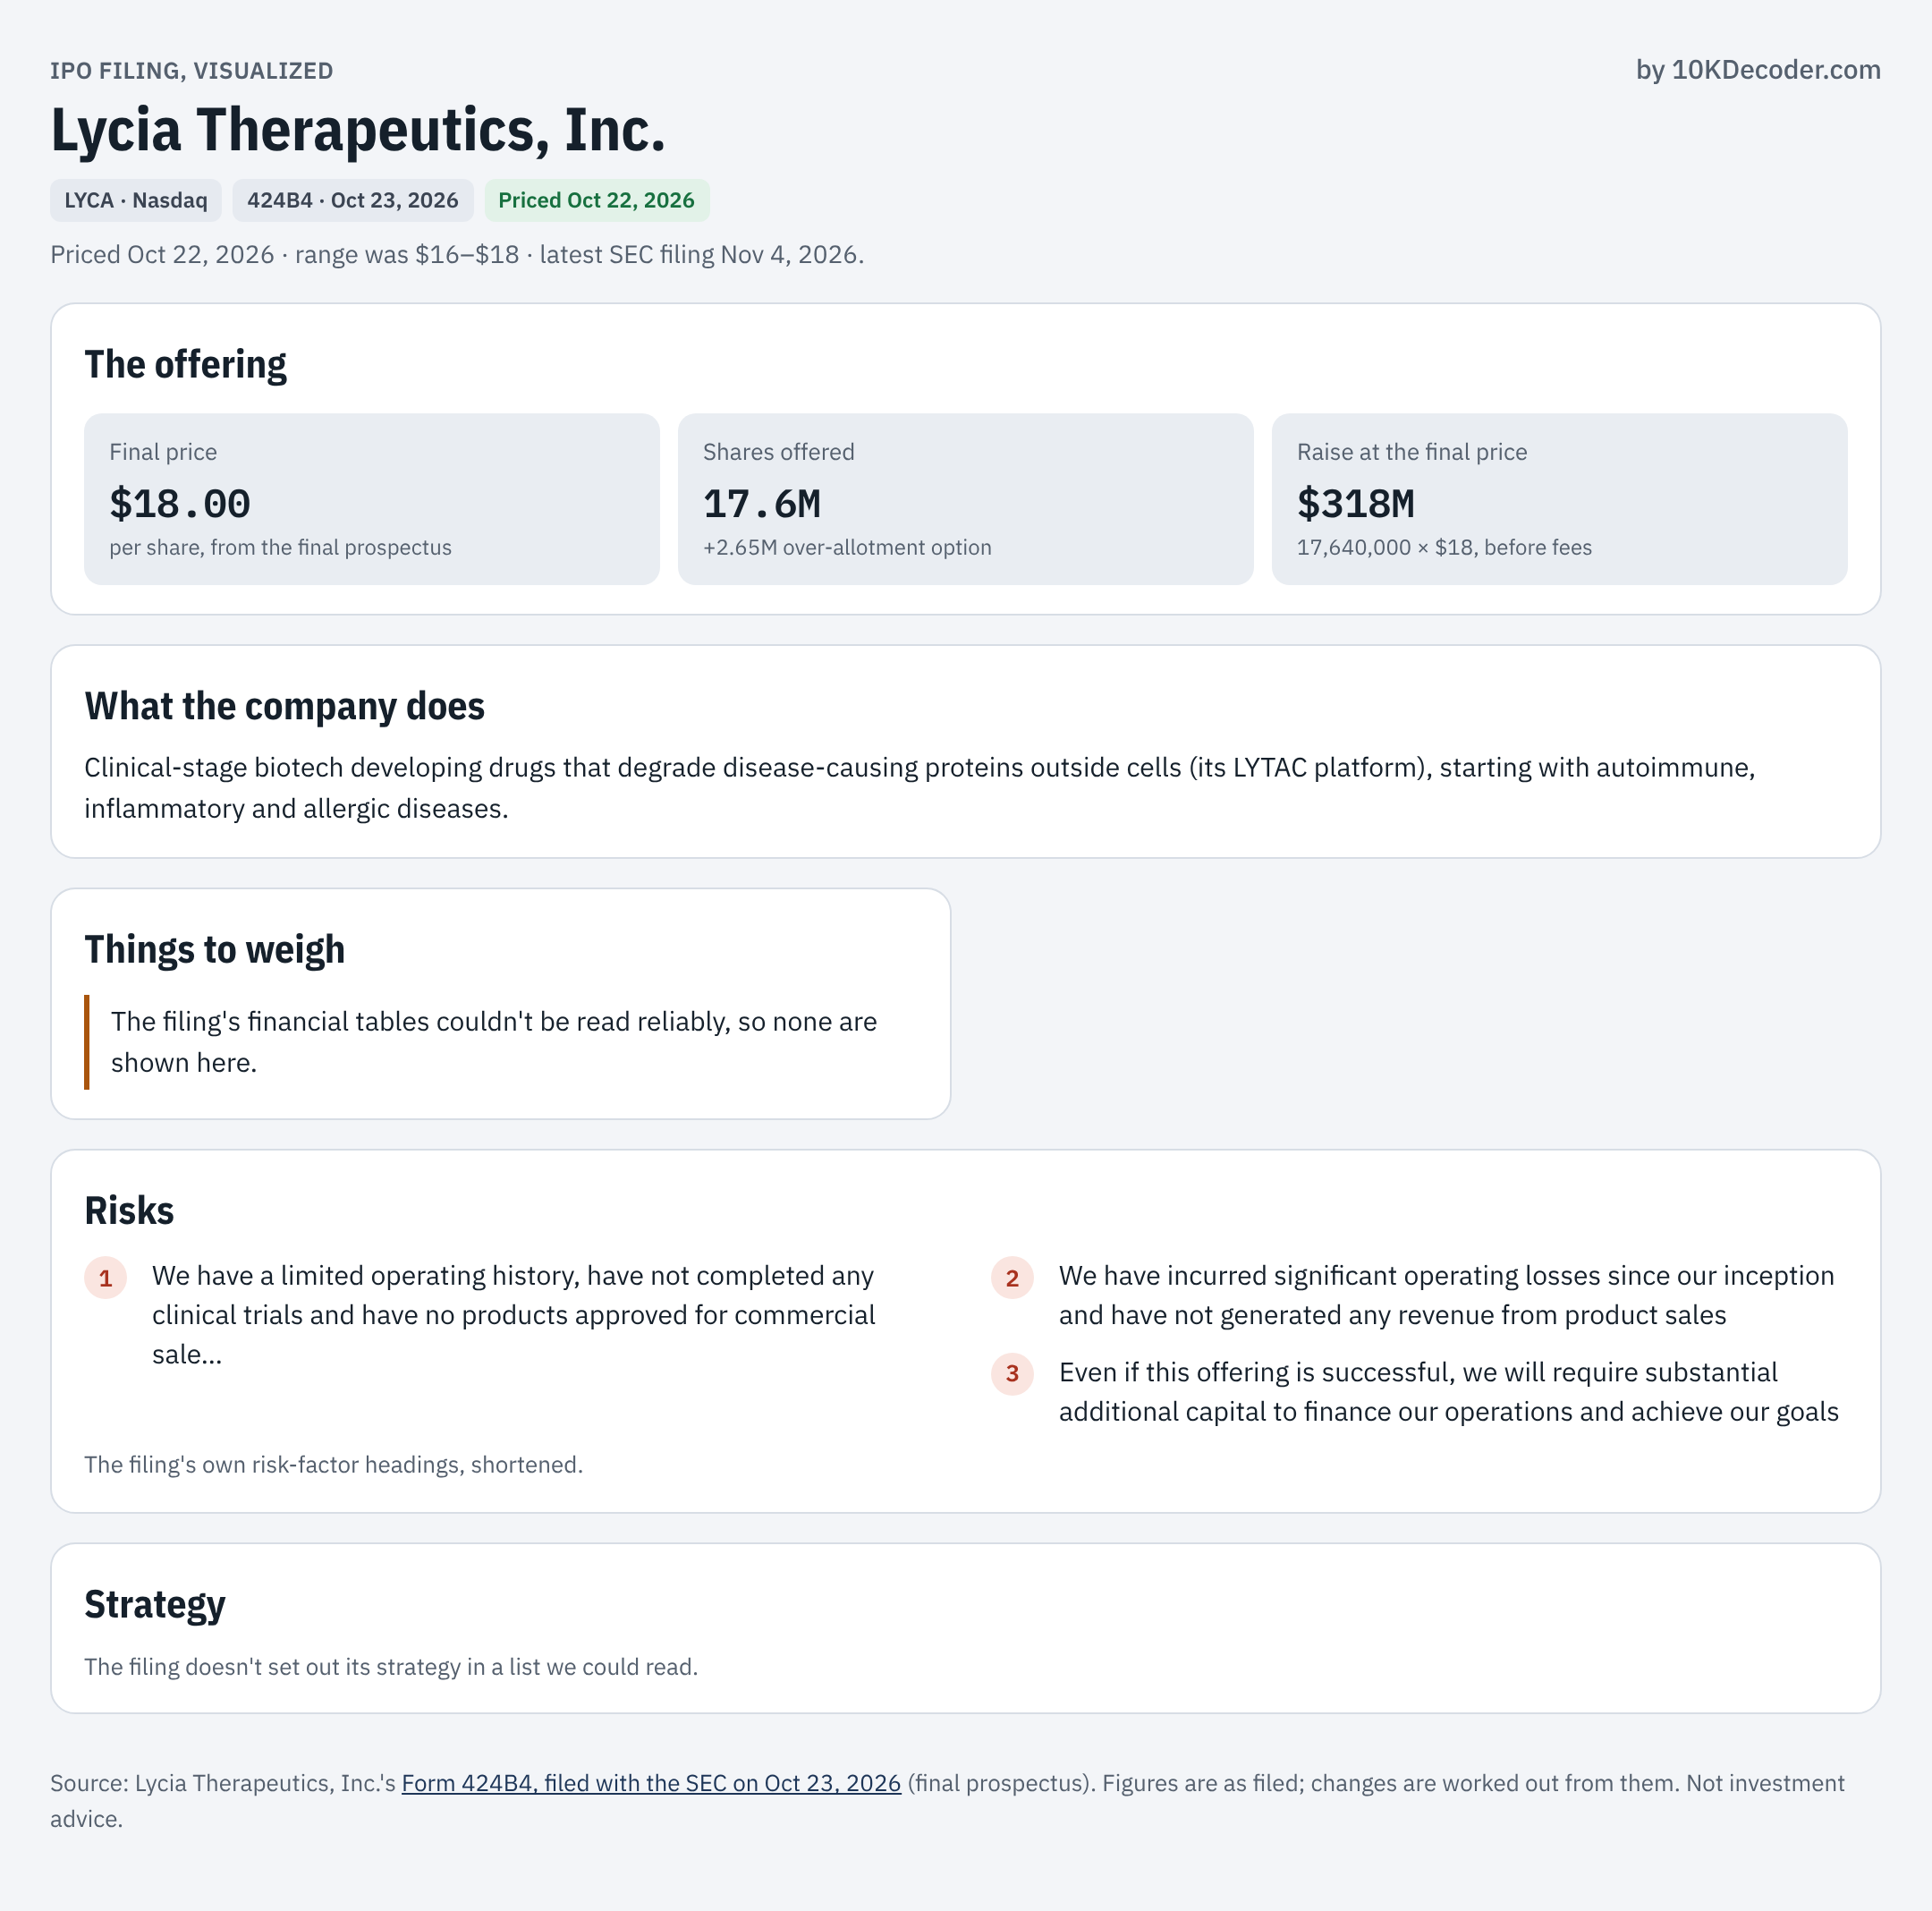 IPO FILING, VISUALIZED
by 10KDecoder.com
Lycia Therapeutics, Inc.
LYCA · Nasdaq
424B4 · Oct 23, 2026
Priced Oct 22, 2026
Priced Oct 22, 2026 · range was $16–$18 · latest SEC filing Nov 4, 2026.
The offering
Final price
$18.00
per share, from the final prospectus
Shares offered
17.6M
+2.65M over-allotment option
Raise at the final price
$318M
17,640,000 × $18, before fees
What the company does
Clinical-stage biotech developing drugs that degrade disease-causing proteins outside cells (its LYTAC platform), starting with autoimmune,
inflammatory and allergic diseases.
Things to weigh
The filing's financial tables couldn't be read reliably, so none are
shown here.
Risks
1
We have a limited operating history, have not completed any
clinical trials and have no products approved for commercial
sale…
2
We have incurred significant operating losses since our inception
and have not generated any revenue from product sales
3
Even if this offering is successful, we will require substantial
additional capital to finance our operations and achieve our goals
The filing's own risk-factor headings, shortened.
Strategy
The filing doesn't set out its strategy in a list we could read.
Source: Lycia Therapeutics, Inc.'s Form 424B4, filed with the SEC on Oct 23, 2026 (final prospectus). Figures are as filed; changes are worked out from them. Not investment
advice.